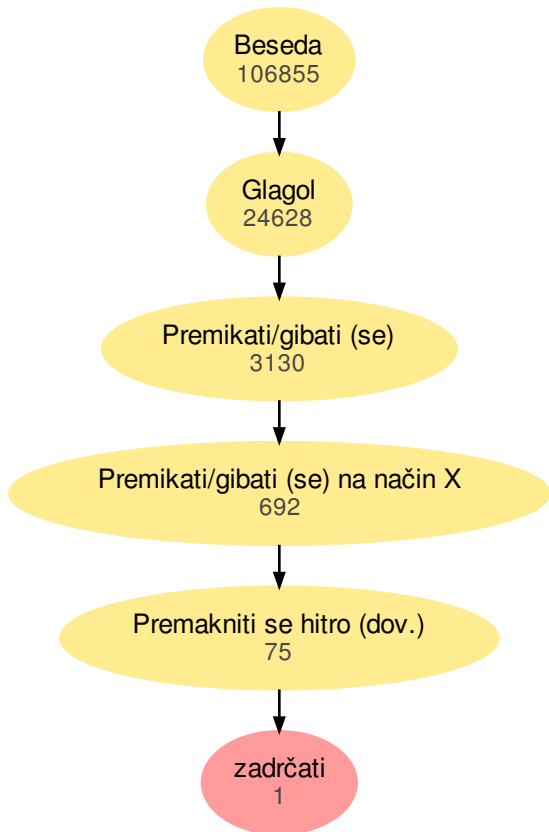 Beseda
106855
Glagol
24628
Premikati/gibati (se)
3130
Premikati/gibati (se) na način X
692
Premakniti se hitro (dov.)
75
zadrčati
1